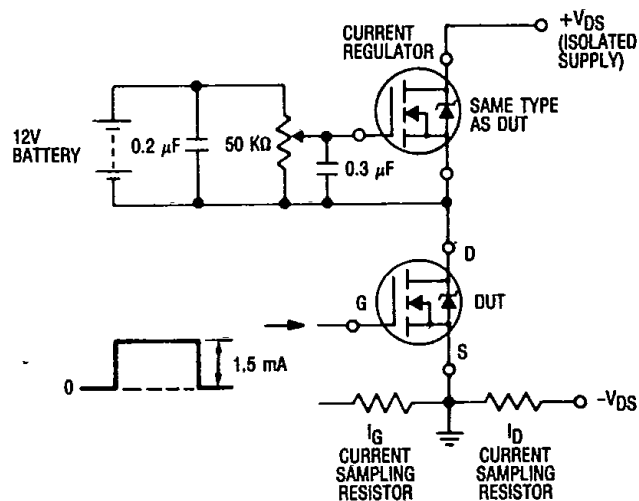 +VDS
(ISOLATED
SUPPLY)
CURRENT
REGULATOR
SAME TYPE
AS DUT
12V
BATTERY
0.2 µF
50 KΩ
0.3 µF
D
G
DUT
S
0
1.5 mA
-VDS
IG
CURRENT
SAMPLING
RESISTOR
ID
CURRENT
SAMPLING
RESISTOR